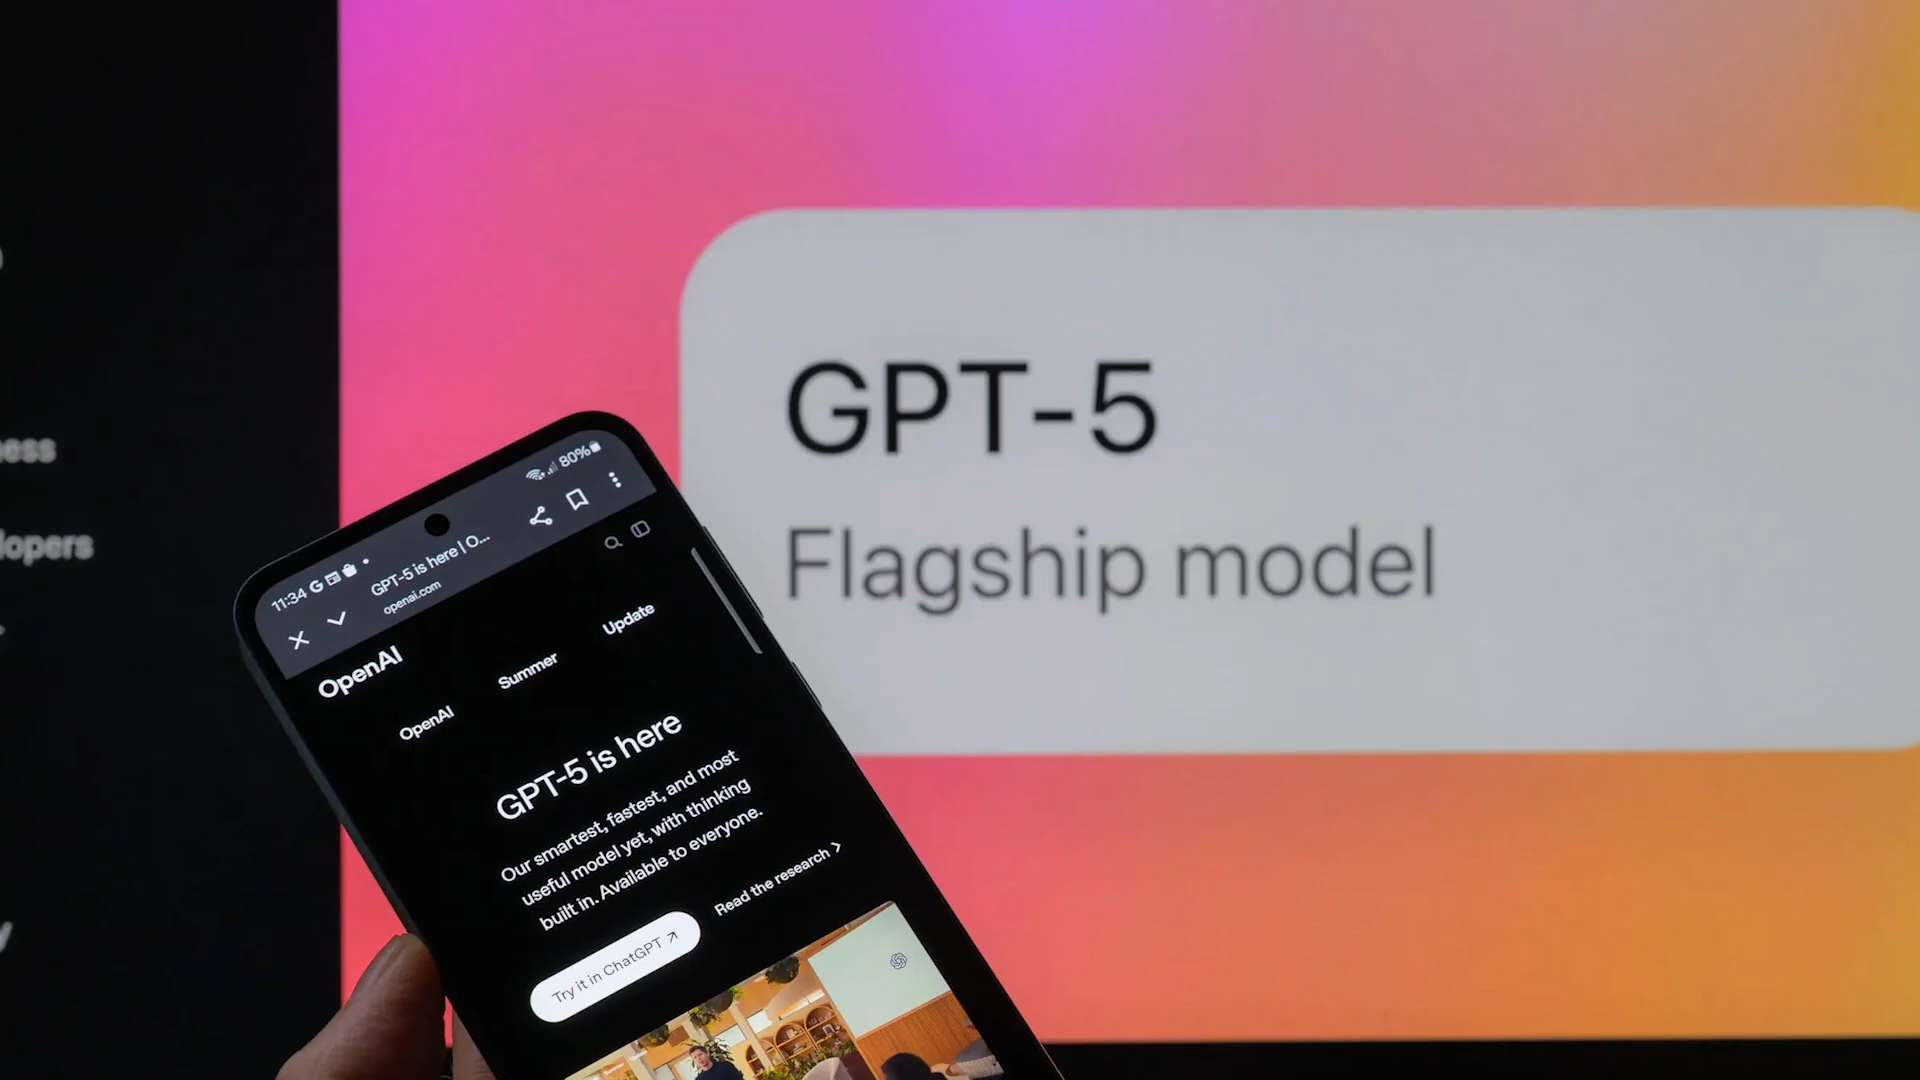 GPT-5
Flagship model
11:34
80%
GPT-5 is here | O...
openai.com
OpenAI
OpenAI
Summer
Update
GPT-5 is here
Our smartest, fastest, and most
useful model yet, with thinking
built in. Available to everyone.
Try it in ChatGPT ↗
Read the research >